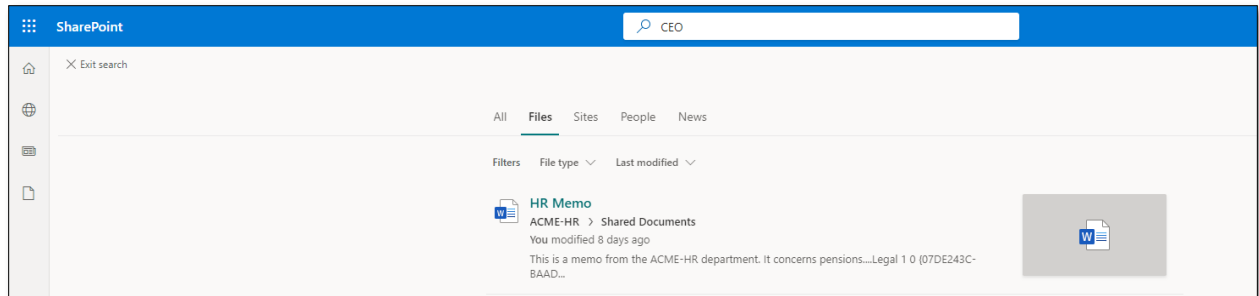 SharePoint
CEO
Exit search
All Files Sites People News
Filters File type Last modified
HR Memo
ACME-HR > Shared Documents
You modified 8 days ago
This is a memo from the ACME-HR department. It concerns pensions....Legal 1 0 (07DE243C-
BAAD...